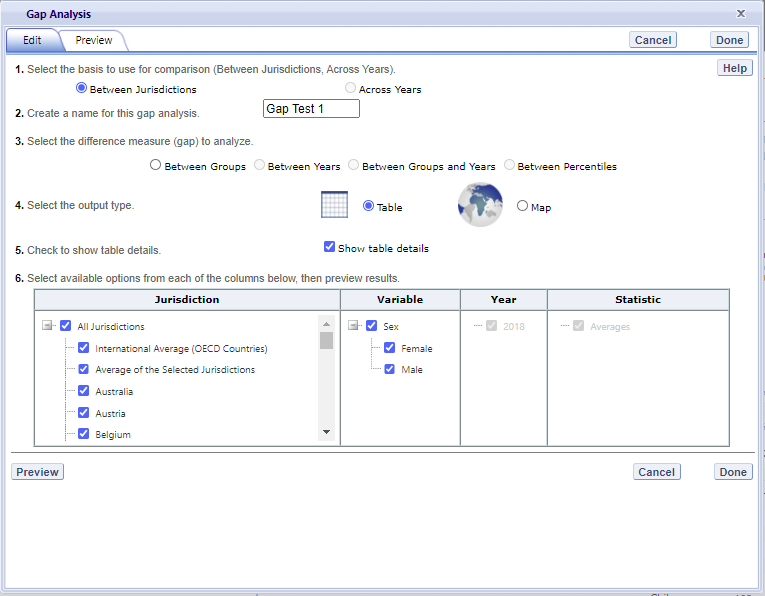 Gap Analysis X
Edit Preview Cancel Done
1. Select the basis to use for comparison (Between Jurisdictions, Across Years). Help
Between Jurisdictions Across Years
2. Create a name for this gap analysis. Gap Test 1
3. Select the difference measure (gap) to analyze.
Between Groups Between Years Between Groups and Years Between Percentiles
4. Select the output type. Table Map
5. Check to show table details. Show table details
6. Select available options from each of the columns below, then preview results.
Jurisdiction Variable Year Statistic
All Jurisdictions Sex 2018 Averages
International Average (OECD Countries) Female
Average of the Selected Jurisdictions Male
Australia
Austria
Belgium
Preview Cancel Done